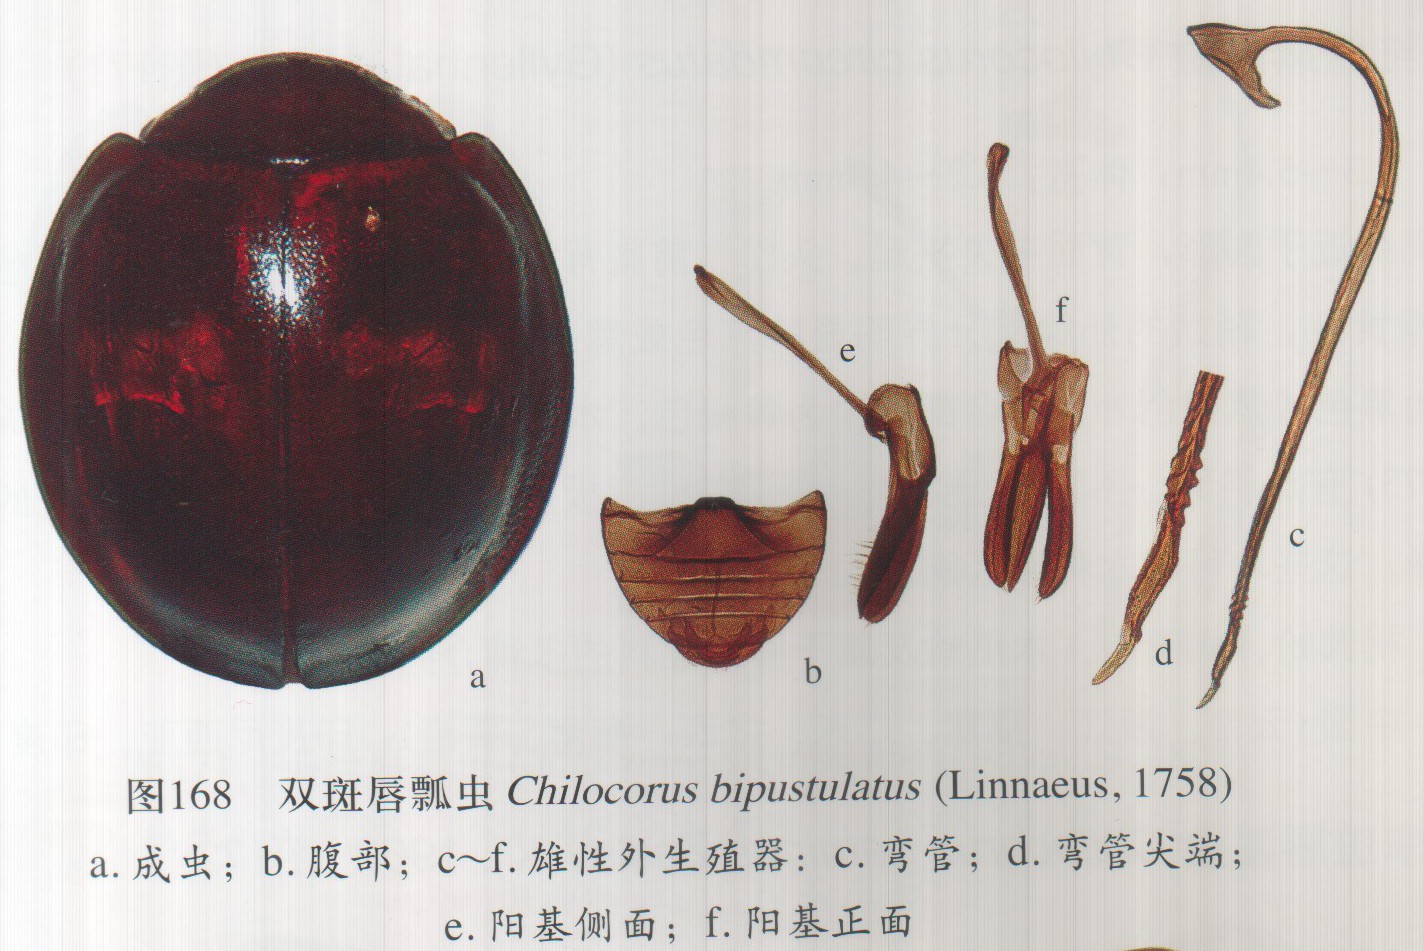 e
f
c
d
a
b
图168 双斑唇瓢虫 Chilocorus bipustulatus (Linnaeus, 1758)
a. 成虫；b. 腹部；c～f. 雄性外生殖器：c. 弯管；d. 弯管尖端；
e. 阳基侧面；f. 阳基正面